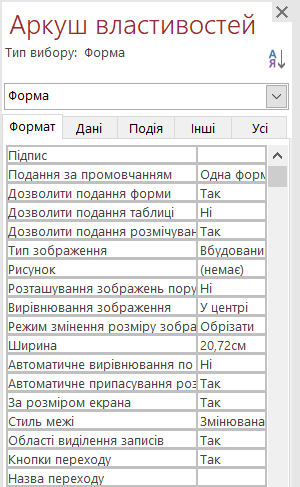 Аркуш властивостей
Тип вибору: Форма
А
Я
Форма
Формат Дані Подія Інші Усі
Підпис
Подання за промовчанням Одна форм
Дозволити подання форми Так
Дозволити подання таблиці Ні
Дозволити подання розмічуван Так
Тип зображення Вбудовани
Рисунок (немає)
Розташування зображень пору Ні
Вирівнювання зображення У центрі
Режим змінення розміру зобра Обрізати
Ширина 20,72см
Автоматичне вирівнювання по Ні
Автоматичне припасування роз Так
За розміром екрана Так
Стиль межі Змінювана
Області виділення записів Так
Кнопки переходу Так
Назва переходу